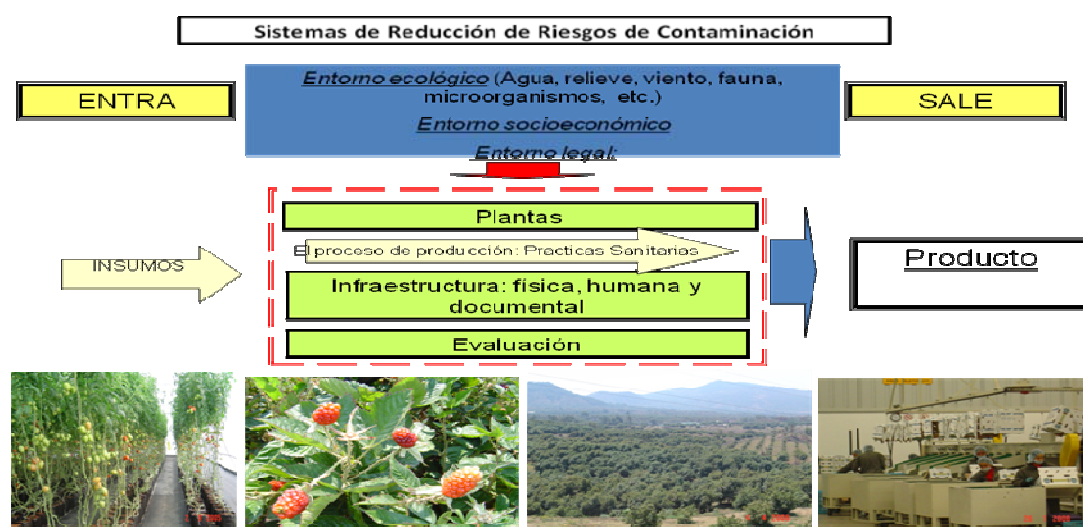 Sistemas de Reducción de Riesgos de Contaminación
ENTRA
Entorno ecológico (Agua, relieve, viento, fauna,
microorganismos, etc.)
Entorno socioeconómico
Entorno legal:
SALE
Plantas
El proceso de producción: Practicas Sanitarias
INSUMOS
Infraestructura: física, humana y
documental
Evaluación
Producto